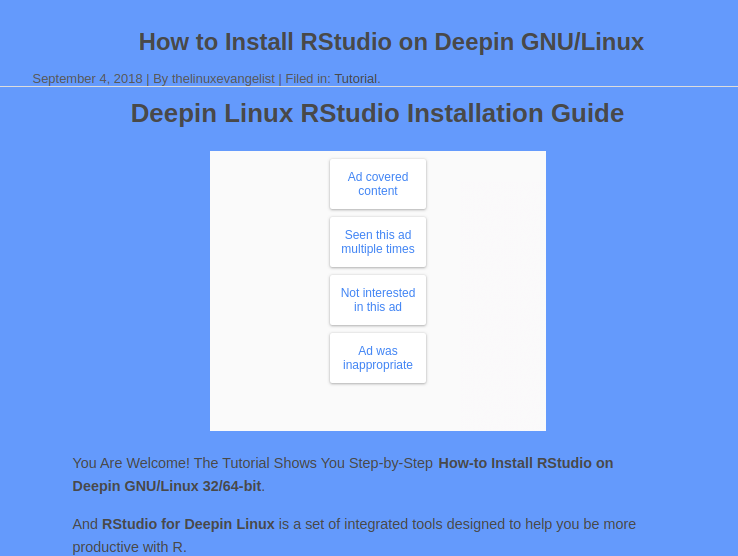 How to Install RStudio on Deepin GNU/Linux
September 4, 2018 | By thelinuxevangelist | Filed in: Tutorial.
Deepin Linux RStudio Installation Guide
Ad covered
content
Seen this ad
multiple times
Not interested
in this ad
Ad was
inappropriate
You Are Welcome! The Tutorial Shows You Step-by-Step How-to Install RStudio on
Deepin GNU/Linux 32/64-bit.
And RStudio for Deepin Linux is a set of integrated tools designed to help you be more
productive with R.